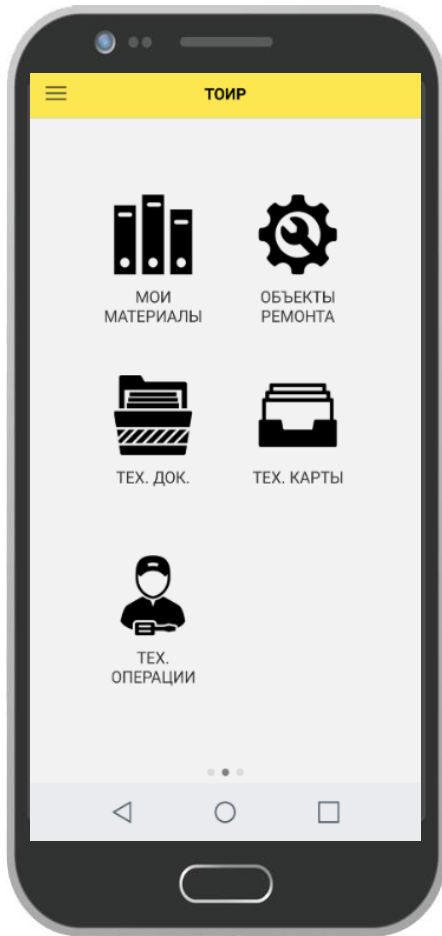 ТОИР
МОИ
МАТЕРИАЛЫ
ОБЪЕКТЫ
РЕМОНТА
ТЕХ. ДОК.
ТЕХ. КАРТЫ
ТЕХ.
ОПЕРАЦИИ